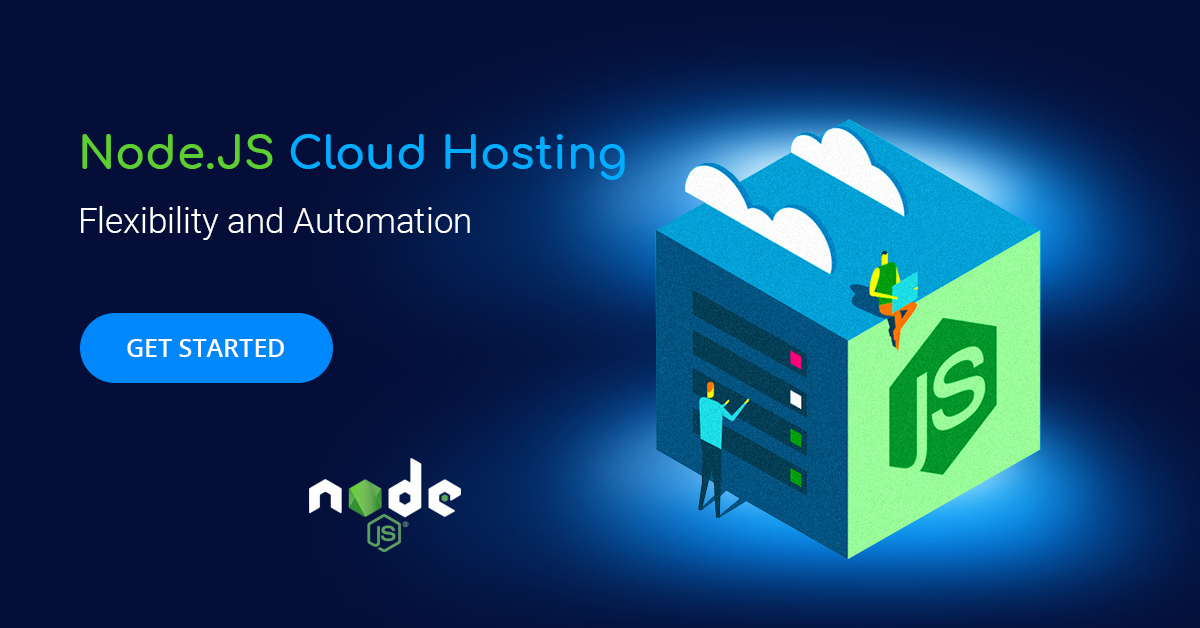 Node.JS Cloud Hosting
Flexibility and Automation
GET STARTED
node
JS®
JS